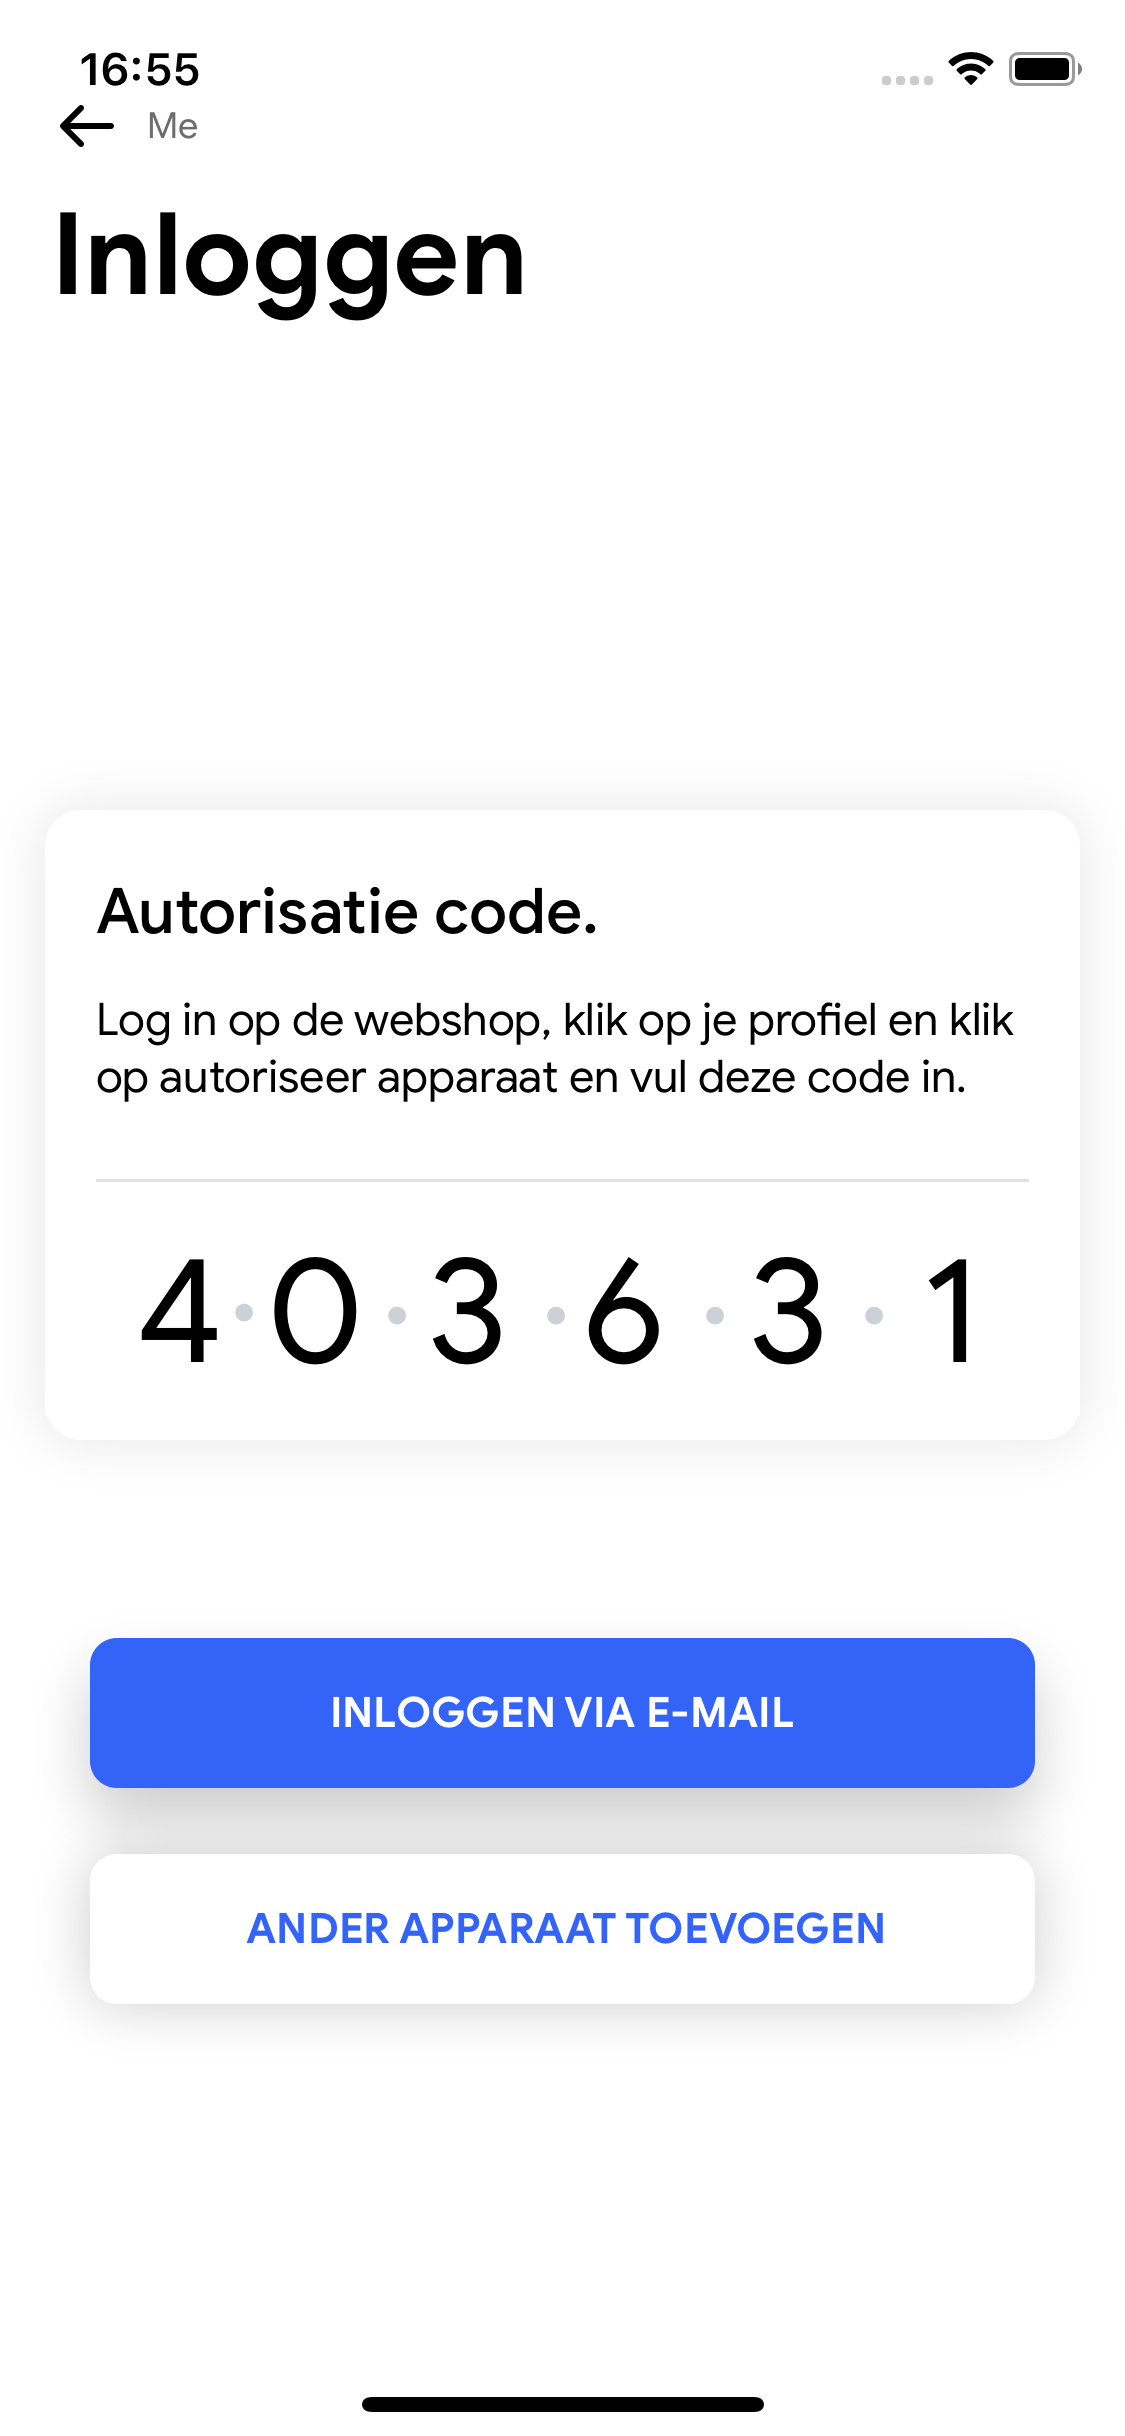 16:55
Me
Inloggen
Autorisatie code.
Log in op de webshop, klik op je profiel en klik
op autoriseer apparaat en vul deze code in.
4·0·3·6·3·1
INLOGGEN VIA E-MAIL
ANDER APPARAAT TOEVOEGEN